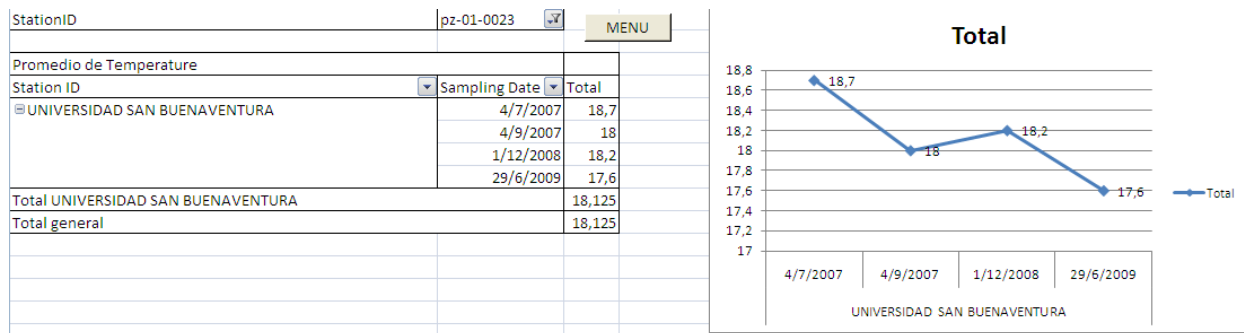 StationID pz-01-0023
MENU
Promedio de Temperature
Station ID Sampling Date Total
UNIVERSIDAD SAN BUENAVENTURA 4/7/2007 18,7
4/9/2007 18
1/12/2008 18,2
29/6/2009 17,6
Total UNIVERSIDAD SAN BUENAVENTURA 18,125
Total general 18,125
Total
18,8
18,6
18,4
18,2
18
17,8
17,6
17,4
17,2
17
18,7
18
18,2
17,6
Total
4/7/2007 4/9/2007 1/12/2008 29/6/2009
UNIVERSIDAD SAN BUENAVENTURA